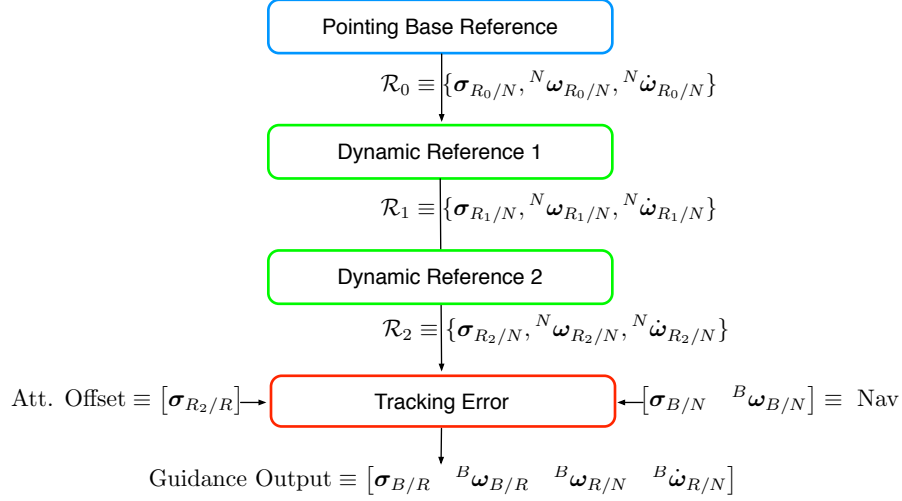 Pointing Base Reference
ℛ₀ ≡ {σ_{R₀/N}, ᴺω_{R₀/N}, ᴺω̇_{R₀/N}}
Dynamic Reference 1
ℛ₁ ≡ {σ_{R₁/N}, ᴺω_{R₁/N}, ᴺω̇_{R₁/N}}
Dynamic Reference 2
ℛ₂ ≡ {σ_{R₂/N}, ᴺω_{R₂/N}, ᴺω̇_{R₂/N}}
Att. Offset ≡ [σ_{R₂/R}] Tracking Error [σ_{B/N} ᴮω_{B/N}] ≡ Nav
Guidance Output ≡ [σ_{B/R} ᴮω_{B/R} ᴮω_{R/N} ᴮω̇_{R/N}]